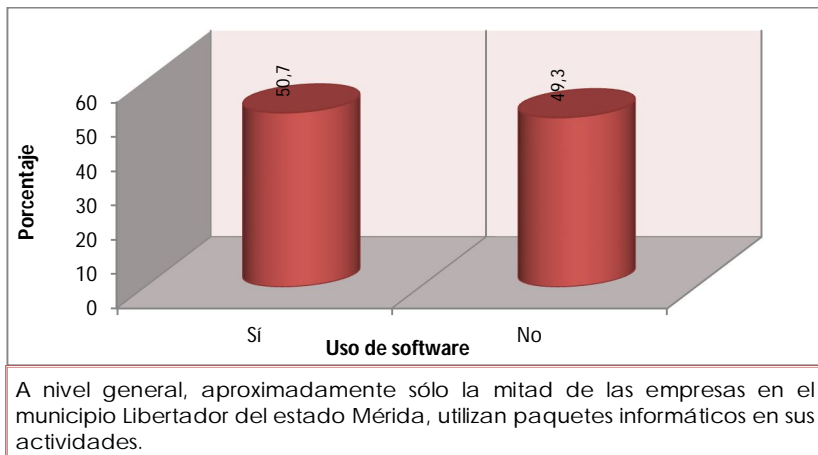 50,7
49,3
60
50
40
30
20
10
0
Porcentaje
Sí
No
Uso de software
A nivel general, aproximadamente sólo la mitad de las empresas en el
municipio Libertador del estado Mérida, utilizan paquetes informáticos en sus
actividades.